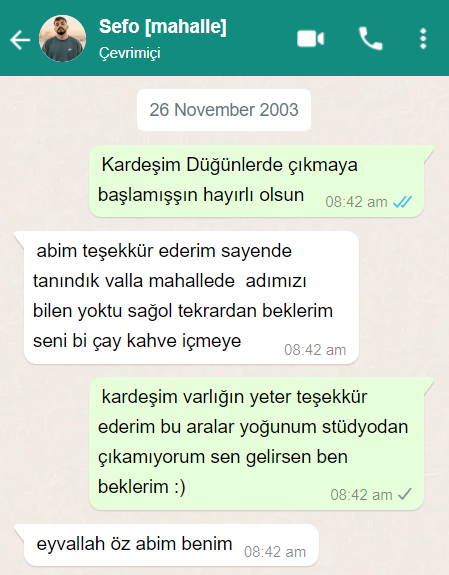 Sefo [mahalle]
Çevrimiçi
26 November 2003
Kardeşim Düğünlerde çıkmaya
başlamışşın hayırlı olsun
08:42 am
abim teşekkür ederim sayende
tanındık valla mahallede adımızı
bilen yoktu sağol tekrardan beklerim
seni bi çay kahve içmeye
08:42 am
kardeşim varlığın yeter teşekkür
ederim bu aralar yoğunum stüdyodan
çıkamıyorum sen gelirsen ben
beklerim :)
08:42 am
eyvallah öz abim benim
08:42 am